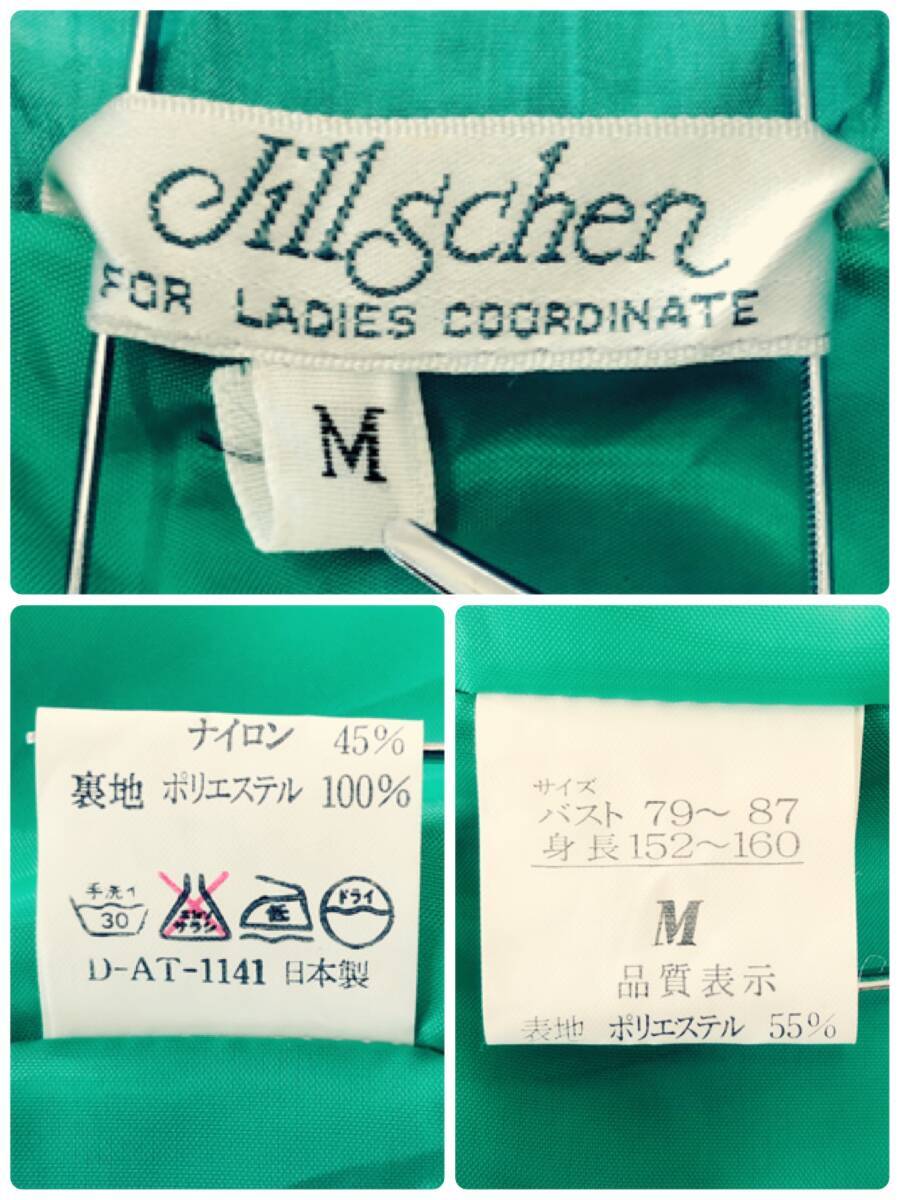 Jillschen
FOR LADIES COORDINATE
M
ナイロン 45%
裏地 ポリエステル 100%
手洗イ
30
エンソ
サラシ
低
ドライ
D-AT-1141 日本製
サイズ
バスト 79～87
身長 152～160
M
品質表示
表地 ポリエステル 55%